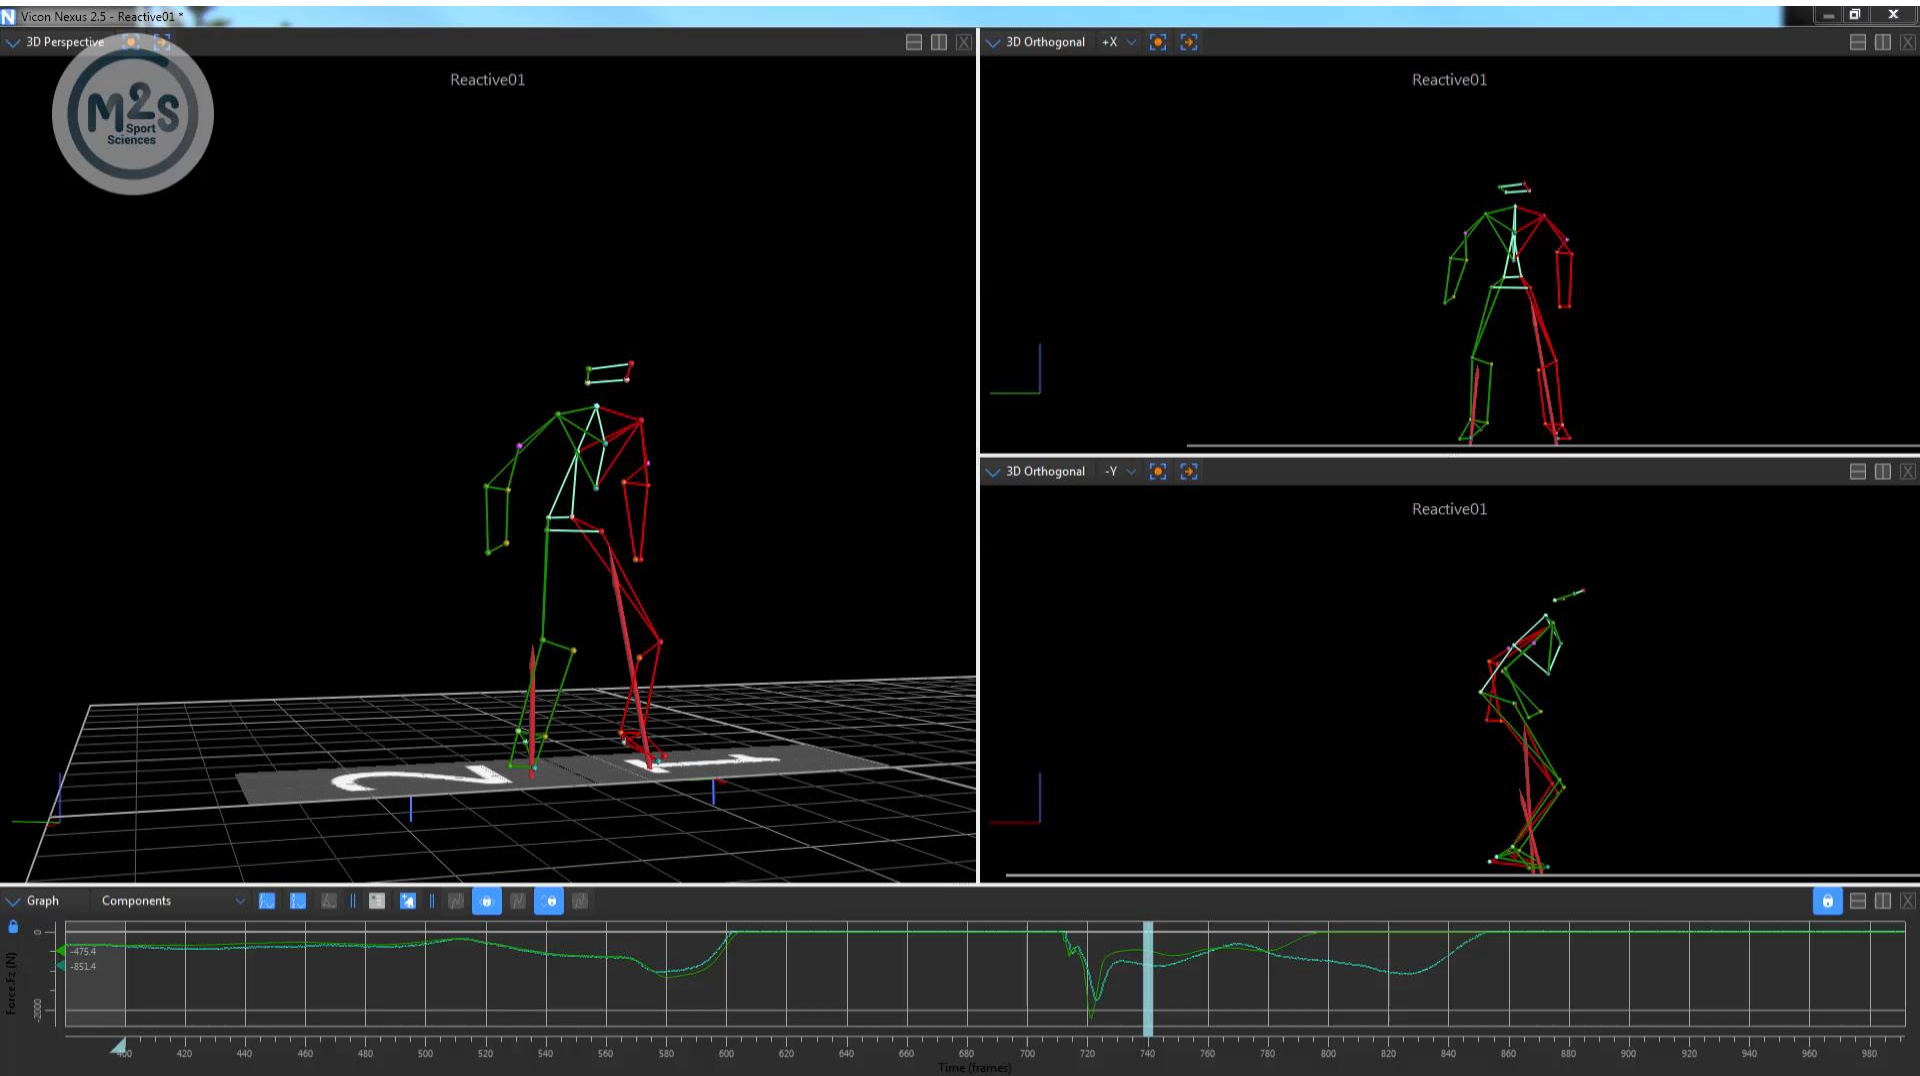 Vicon Nexus 2.5 - Reactive01 *
3D Perspective
Reactive01
M2S
Sport
Sciences
3D Orthogonal +X
Reactive01
3D Orthogonal -Y
Reactive01
2 1
Graph Components
Force.Fz (N)
0
-475.4
-851.4
-2000
400 420 440 460 480 500 520 540 560 580 600 620 640 660 680 700 720 740 760 780 800 820 840 860 880 900 920 940 960 980
Time (frames)